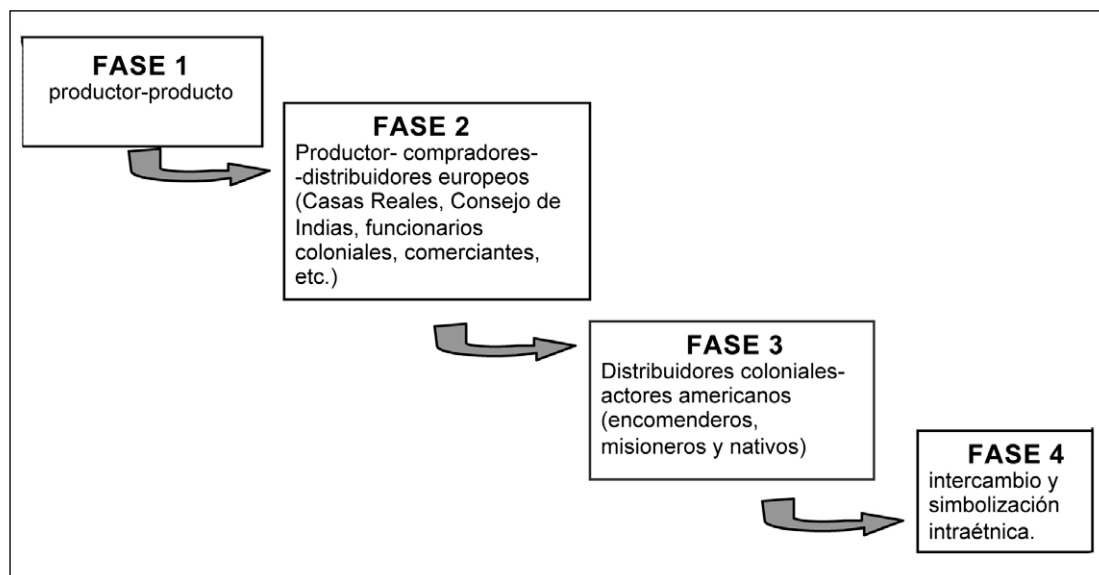 FASE 1
productor-producto
FASE 2
Productor- compradores-
-distribuidores europeos
(Casas Reales, Consejo de
Indias, funcionarios
coloniales, comerciantes,
etc.)
FASE 3
Distribuidores coloniales-
actores americanos
(encomenderos,
misioneros y nativos)
FASE 4
intercambio y
simbolización
intraétnica.